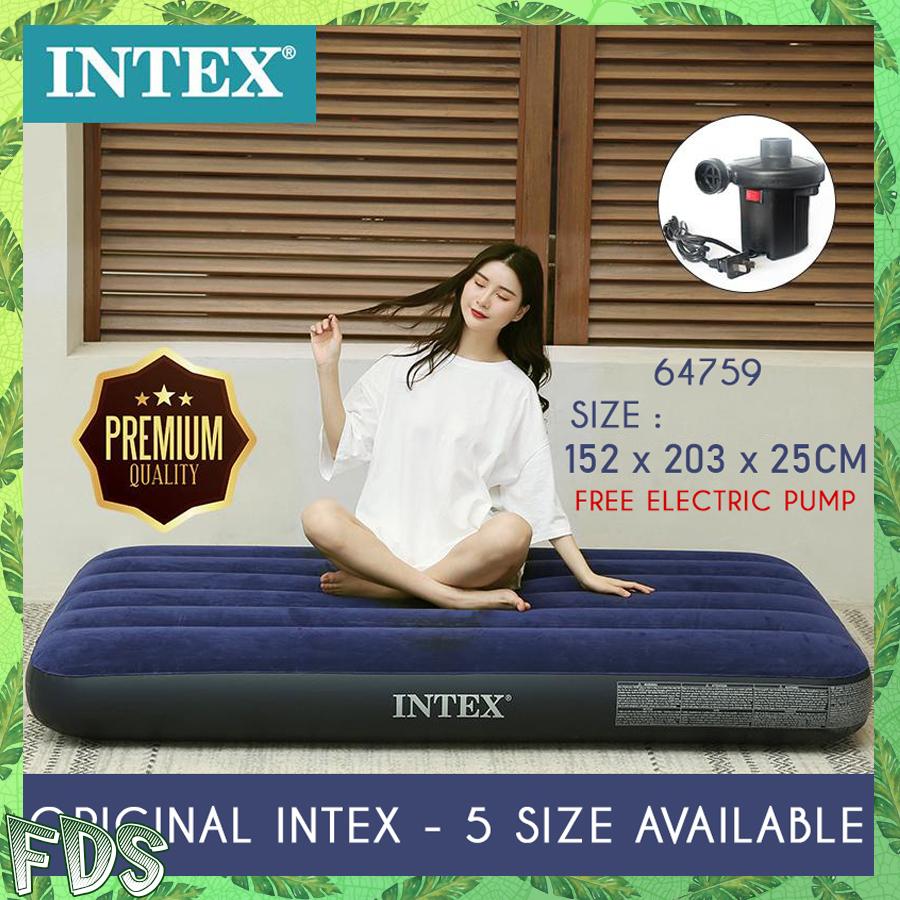 INTEX®
64759
SIZE :
152 x 203 x 25CM
FREE ELECTRIC PUMP
PREMIUM
QUALITY
INTEX®
ORIGINAL INTEX - 5 SIZE AVAILABLE
FDS